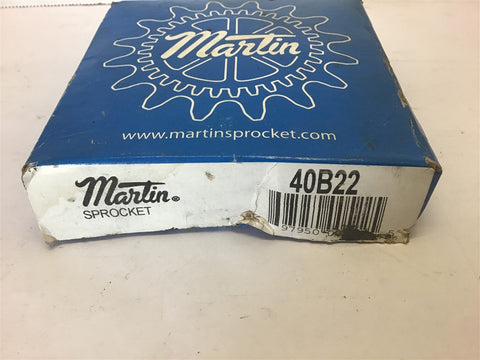 Martin
www.martinsprocket.com
Martin®
SPROCKET
40B22